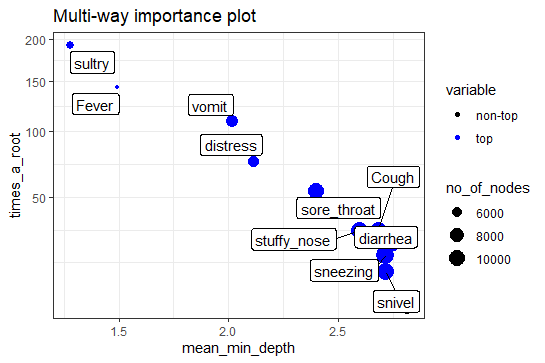 Multi-way importance plot
200
150
100
50
times_a_root
sultry
Fever
vomit
distress
Cough
sore_throat
stuffy_nose
diarrhea
sneezing
snivel
1.5
2.0
2.5
mean_min_depth
variable
non-top
top
no_of_nodes
6000
8000
10000